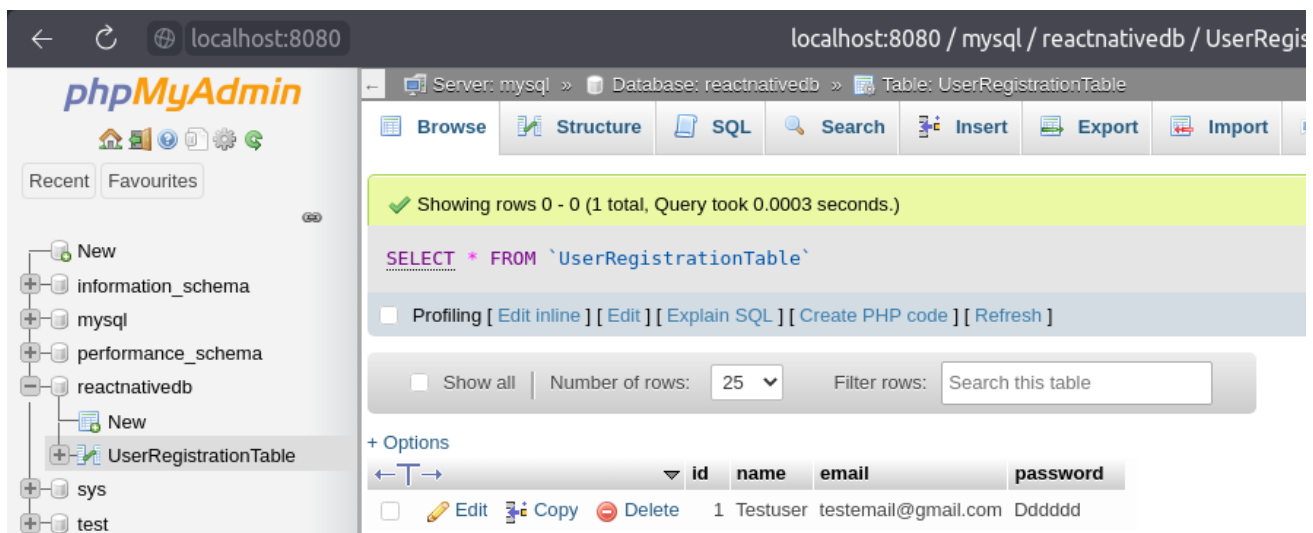 localhost:8080
localhost:8080 / mysql / reactnativedb / UserRegis
phpMyAdmin
Recent Favourites
New
information_schema
mysql
performance_schema
reactnativedb
New
UserRegistrationTable
sys
test
Server: mysql » Database: reactnativedb » Table: UserRegistrationTable
Browse Structure SQL Search Insert Export Import
Showing rows 0 - 0 (1 total, Query took 0.0003 seconds.)
SELECT * FROM `UserRegistrationTable`
Profiling [ Edit inline ] [ Edit ] [ Explain SQL ] [ Create PHP code ] [ Refresh ]
Show all Number of rows: 25 Filter rows: Search this table
+ Options
id name email password
Edit Copy Delete 1 Testuser testemail@gmail.com Dddddd